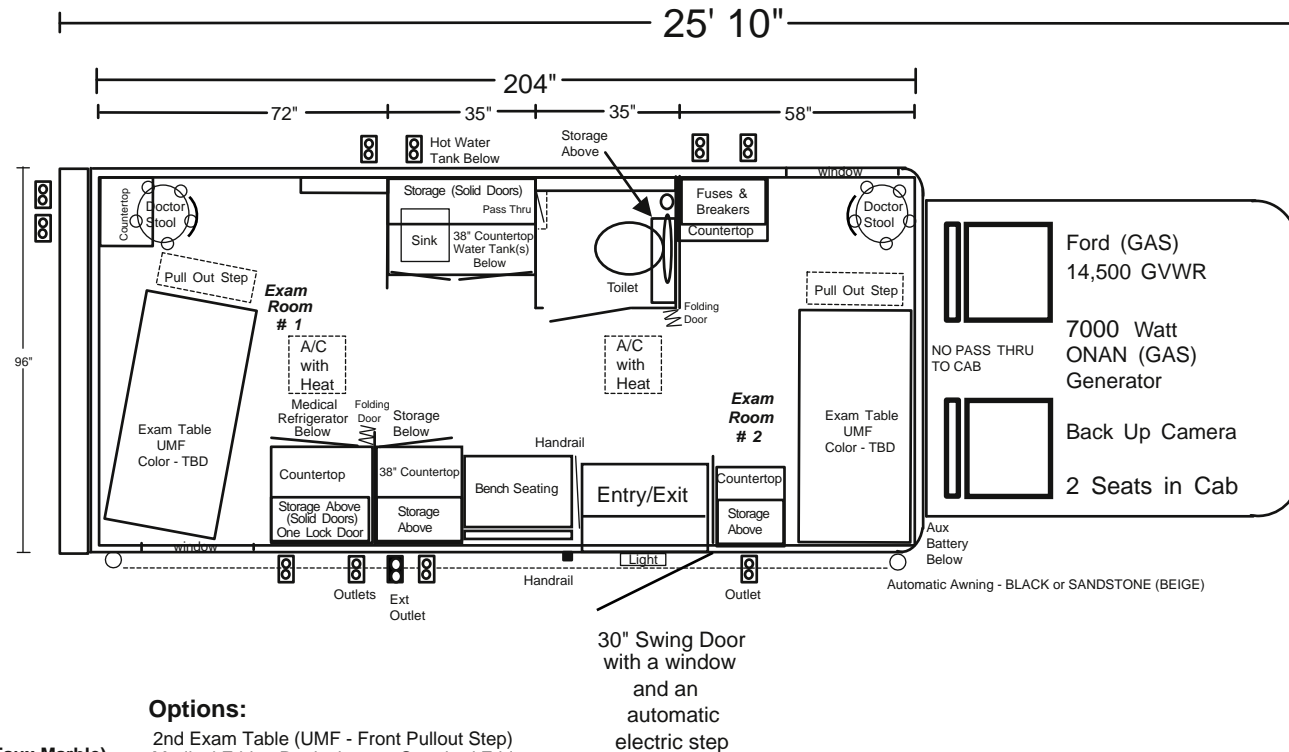 25' 10"
204"
72"
35"
35"
58"
Hot Water
Tank Below
Storage
Above
window
Countertop
Doctor
Stool
Storage (Solid Doors)
Pass Thru
Sink
38" Countertop
Water Tank(s)
Below
Toilet
Fuses &
Breakers
Countertop
Doctor
Stool
Pull Out Step
Exam
Room
# 1
Folding
Door
Pull Out Step
96"
A/C
with
Heat
A/C
with
Heat
NO PASS THRU
TO CAB
Ford (GAS)
14,500 GVWR
7000 Watt
ONAN (GAS)
Generator
Back Up Camera
2 Seats in Cab
Exam Table
UMF
Color - TBD
Medical
Refrigerator
Below
Folding
Door
Storage
Below
Handrail
Exam
Room
# 2
Exam Table
UMF
Color - TBD
Countertop
Storage Above
(Solid Doors)
One Lock Door
38" Countertop
Storage
Above
Bench Seating
Entry/Exit
Countertop
Storage
Above
window
Outlets
Ext
Outlet
Handrail
Light
Outlet
Aux
Battery
Below
Automatic Awning - BLACK or SANDSTONE (BEIGE)
30" Swing Door
with a window
and an
automatic
electric step
Options:
2nd Exam Table (UMF - Front Pullout Step)